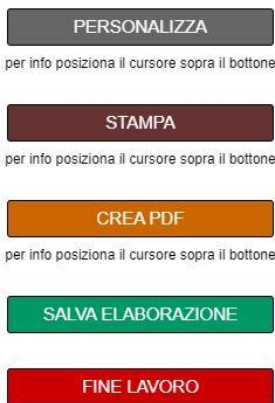 PERSONALIZZA
per info posiziona il cursore sopra il bottone
STAMPA
per info posiziona il cursore sopra il bottone
CREA PDF
per info posiziona il cursore sopra il bottone
SALVA ELABORAZIONE
FINE LAVORO